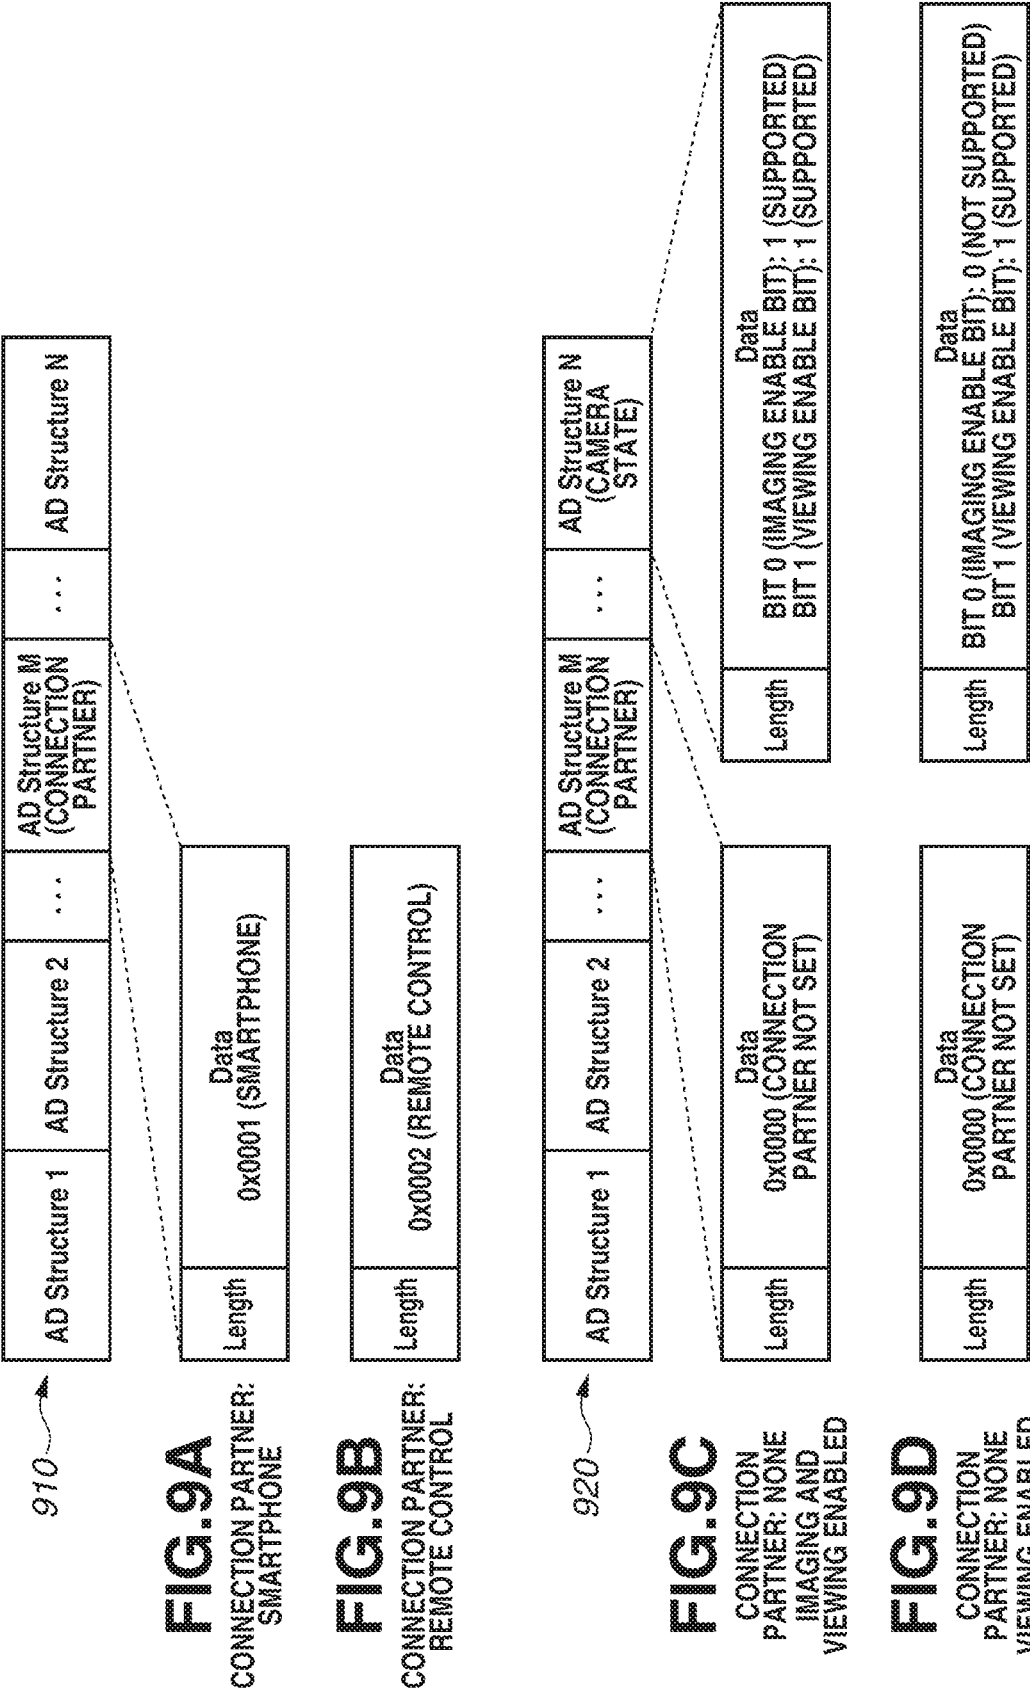 910
AD Structure 1
AD Structure 2
...
AD Structure M
(CONNECTION
PARTNER)
...
AD Structure N
FIG.9A
CONNECTION PARTNER:
SMARTPHONE
Length
Data
0x0001 (SMARTPHONE)
FIG.9B
CONNECTION PARTNER:
REMOTE CONTROL
Length
Data
0x0002 (REMOTE CONTROL)
920
AD Structure 1
AD Structure 2
...
AD Structure M
(CONNECTION
PARTNER)
...
AD Structure N
(CAMERA
STATE)
FIG.9C
CONNECTION
PARTNER: NONE
IMAGING AND
VIEWING ENABLED
Length
Data
0x0000 (CONNECTION
PARTNER NOT SET)
Length
Data
BIT 0 (IMAGING ENABLE BIT): 1 (SUPPORTED)
BIT 1 (VIEWING ENABLE BIT): 1 (SUPPORTED)
FIG.9D
CONNECTION
PARTNER: NONE
VIEWING ENABLED
Length
Data
0x0000 (CONNECTION
PARTNER NOT SET)
Length
Data
BIT 0 (IMAGING ENABLE BIT): 0 (NOT SUPPORTED)
BIT 1 (VIEWING ENABLE BIT): 1 (SUPPORTED)